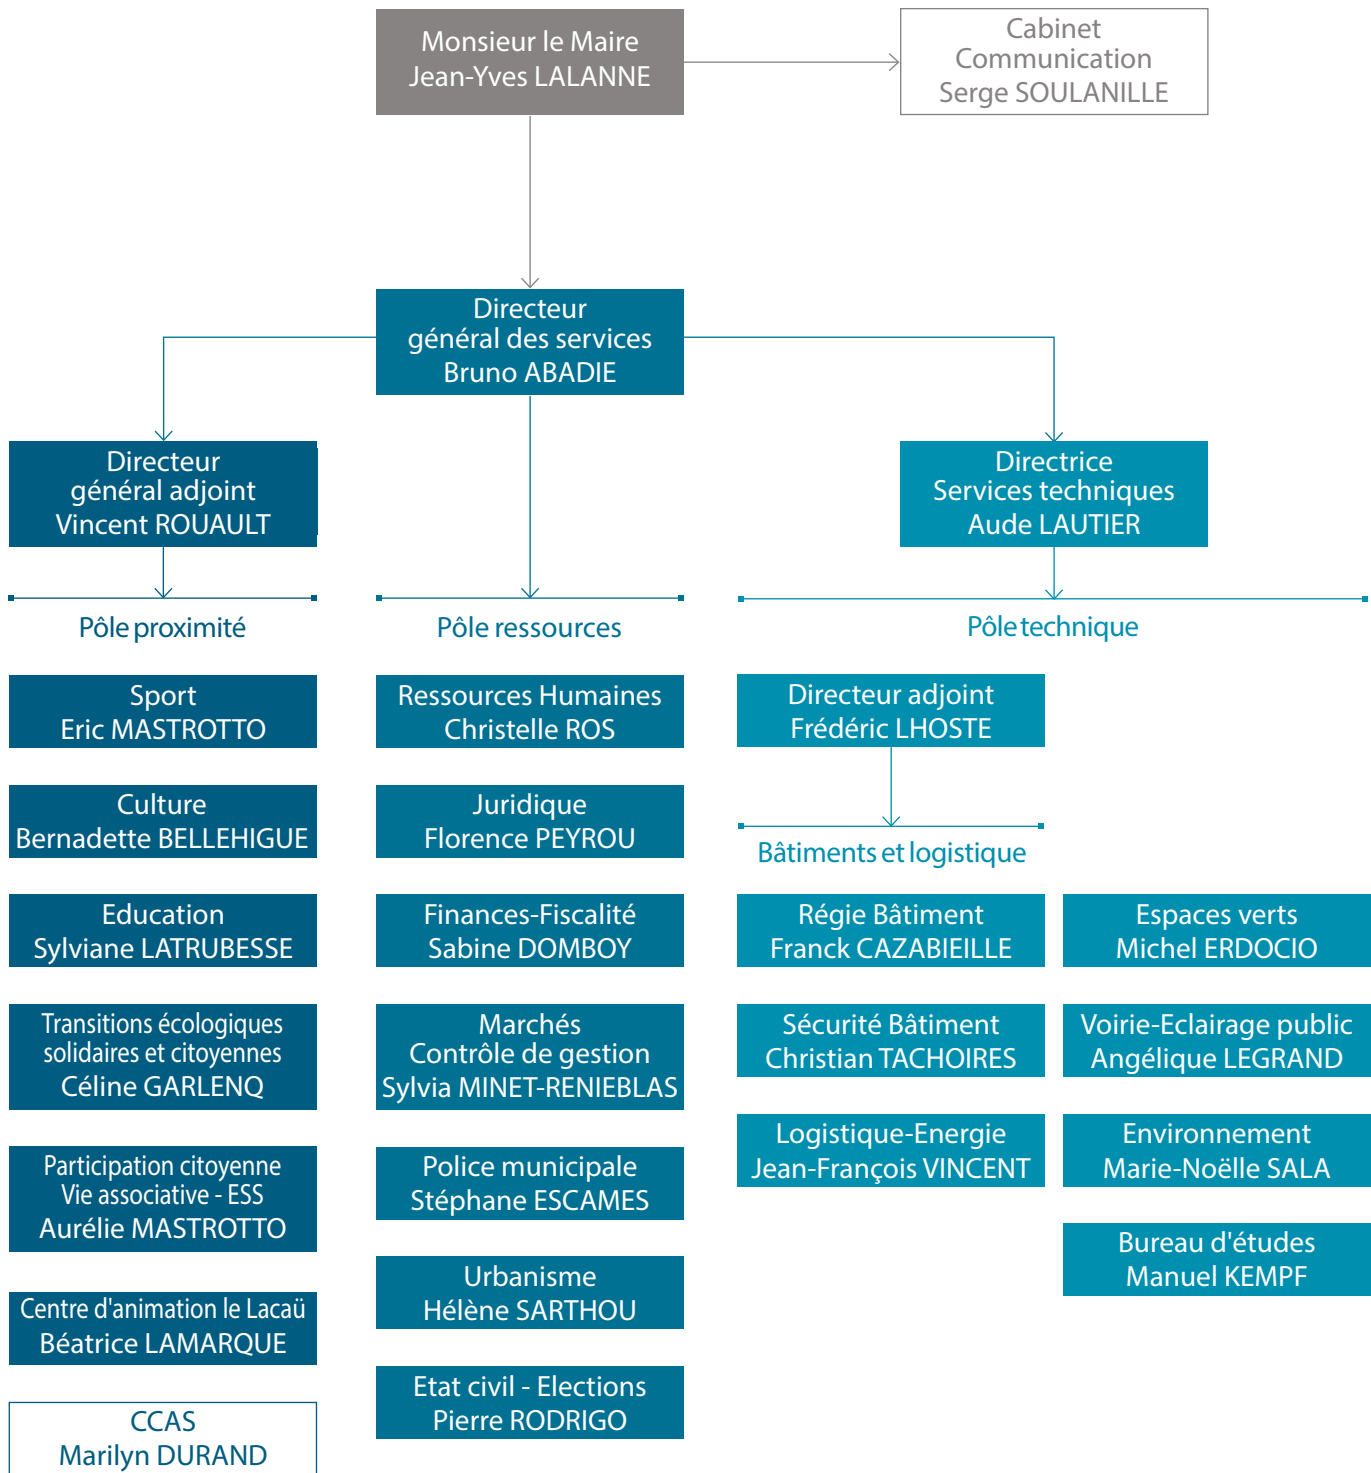 Monsieur le Maire
Jean-Yves LALANNE
Cabinet
Communication
Serge SOULANILLE
Directeur
général des services
Bruno ABADIE
Directeur
général adjoint
Vincent ROUAULT
Directrice
Services techniques
Aude LAUTIER
Pôle proximité
Sport
Eric MASTROTTO
Culture
Bernadette BELLEHIGUE
Education
Sylviane LATRUBESSE
Transitions écologiques
solidaires et citoyennes
Céline GARLENQ
Participation citoyenne
Vie associative - ESS
Aurélie MASTROTTO
Centre d'animation le Lacaü
Béatrice LAMARQUE
CCAS
Marilyn DURAND
Pôle ressources
Ressources Humaines
Christelle ROS
Juridique
Florence PEYROU
Finances-Fiscalité
Sabine DOMBOY
Marchés
Contrôle de gestion
Sylvia MINET-RENIEBLAS
Police municipale
Stéphane ESCAMES
Urbanisme
Hélène SARTHOU
Etat civil - Elections
Pierre RODRIGO
Pôle technique
Directeur adjoint
Frédéric LHOSTE
Bâtiments et logistique
Régie Bâtiment
Franck CAZABIEILLE
Sécurité Bâtiment
Christian TACHOIRES
Logistique-Energie
Jean-François VINCENT
Espaces verts
Michel ERDOCIO
Voirie-Eclairage public
Angélique LEGRAND
Environnement
Marie-Noëlle SALA
Bureau d'études
Manuel KEMPF